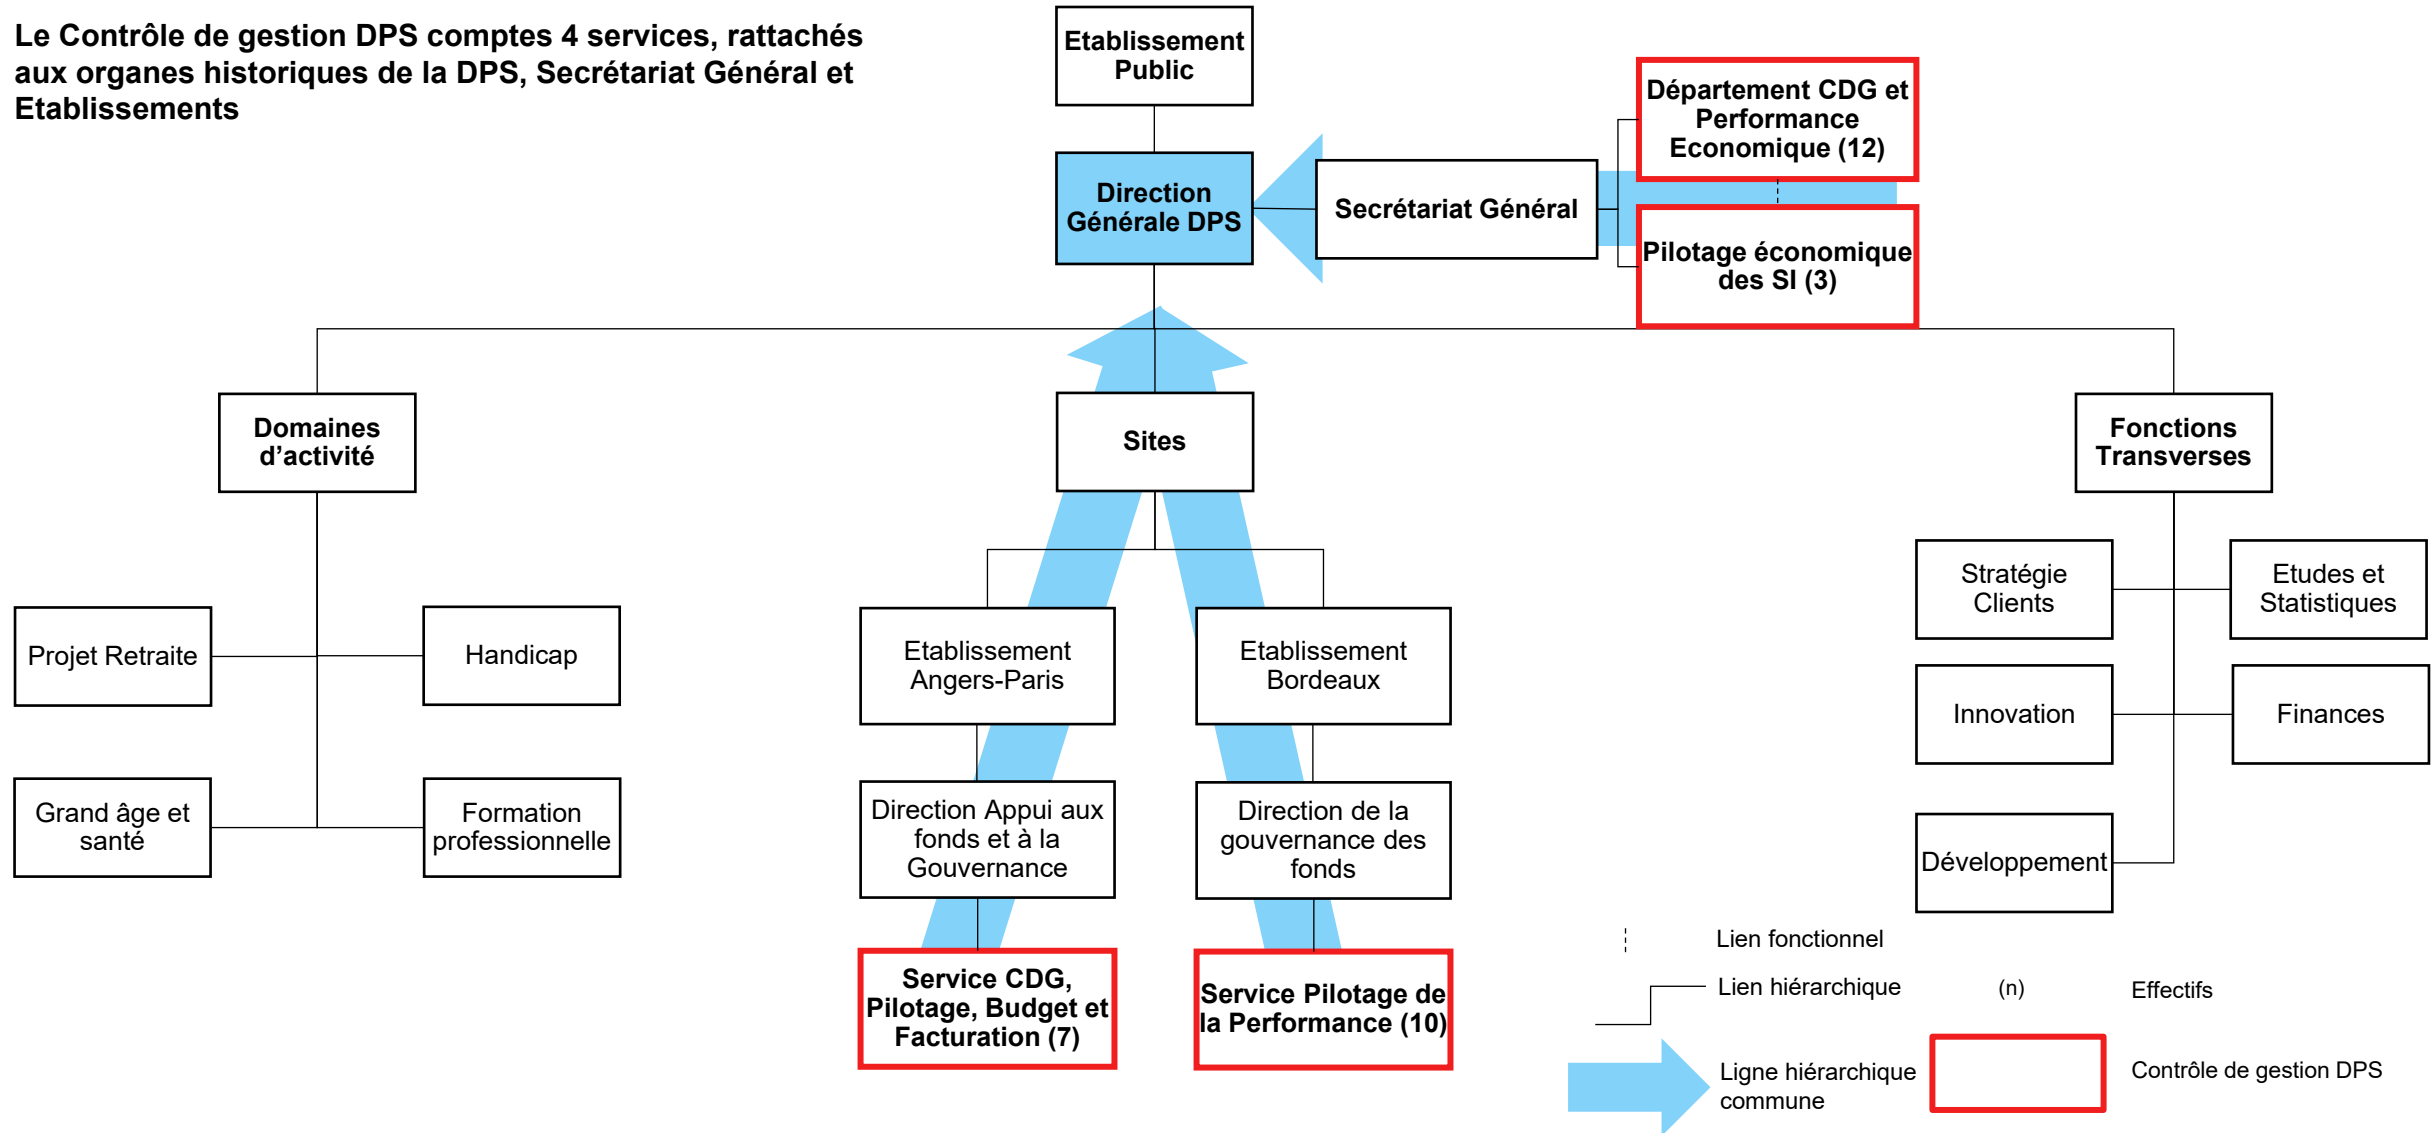 Le Contrôle de gestion DPS comptes 4 services, rattachés
aux organes historiques de la DPS, Secrétariat Général et
Etablissements
Etablissement
Public
Direction
Générale DPS
Secrétariat Général
Département CDG et
Performance
Economique (12)
Pilotage économique
des SI (3)
Domaines
d’activité
Sites
Fonctions
Transverses
Projet Retraite
Handicap
Grand âge et
santé
Formation
professionnelle
Etablissement
Angers-Paris
Etablissement
Bordeaux
Direction Appui aux
fonds et à la
Gouvernance
Direction de la
gouvernance des
fonds
Service CDG,
Pilotage, Budget et
Facturation (7)
Service Pilotage de
la Performance (10)
Stratégie
Clients
Etudes et
Statistiques
Innovation
Finances
Développement
Lien fonctionnel
Lien hiérarchique
(n)
Effectifs
Ligne hiérarchique
commune
Contrôle de gestion DPS